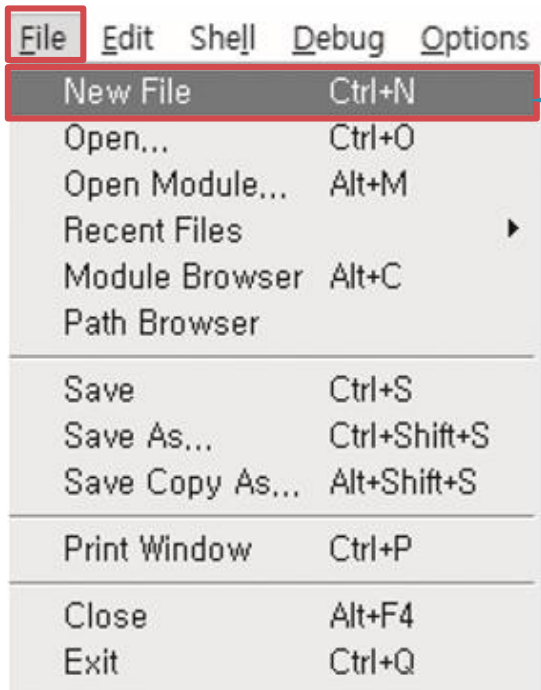 File Edit Shell Debug Options
New File Ctrl+N
Open... Ctrl+O
Open Module... Alt+M
Recent Files
Module Browser Alt+C
Path Browser
Save Ctrl+S
Save As... Ctrl+Shift+S
Save Copy As... Alt+Shift+S
Print Window Ctrl+P
Close Alt+F4
Exit Ctrl+Q